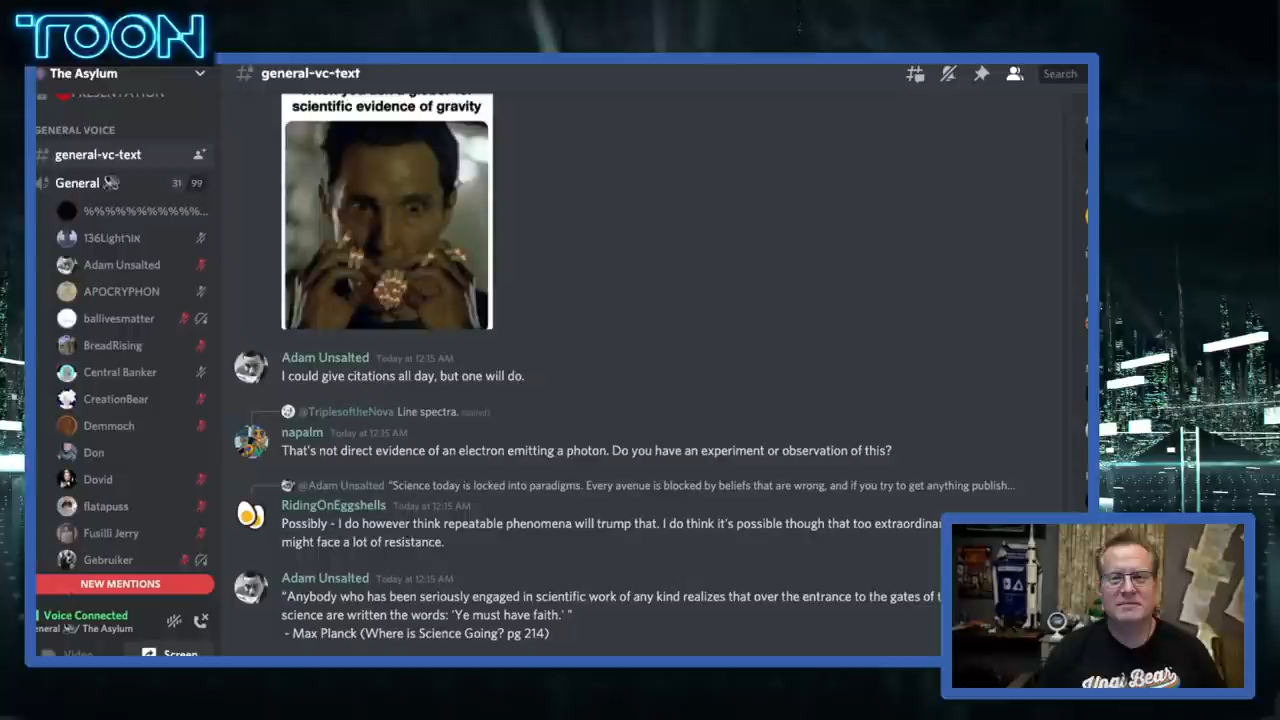 TOON
The Asylum
general-vc-text
Search
PRESENTATION
GENERAL VOICE
general-vc-text
General
31 99
%%%%%%%%%%%...
136Lightאורו
Adam Unsalted
APOCRYPHON
ballivesmatter
BreadRising
Central Banker
CreationBear
Demmoch
Don
Dovid
flatapuss
Fusilli Jerry
Gebruiker
NEW MENTIONS
Voice Connected
eneral / The Asylum
Video
Screen
scientific evidence of gravity
Adam Unsalted Today at 12:15 AM
I could give citations all day, but one will do.
@TriplesoftheNova Line spectra. (edited)
napalm Today at 12:15 AM
That's not direct evidence of an electron emitting a photon. Do you have an experiment or observation of this?
@Adam Unsalted "Science today is locked into paradigms. Every avenue is blocked by beliefs that are wrong, and if you try to get anything publish...
RidingOnEggshells Today at 12:15 AM
Possibly - I do however think repeatable phenomena will trump that. I do think it's possible though that too extraordinar
might face a lot of resistance.
Adam Unsalted Today at 12:15 AM
"Anybody who has been seriously engaged in scientific work of any kind realizes that over the entrance to the gates of t
science are written the words: 'Ye must have faith.' "
- Max Planck (Where is Science Going? pg 214)
Bear